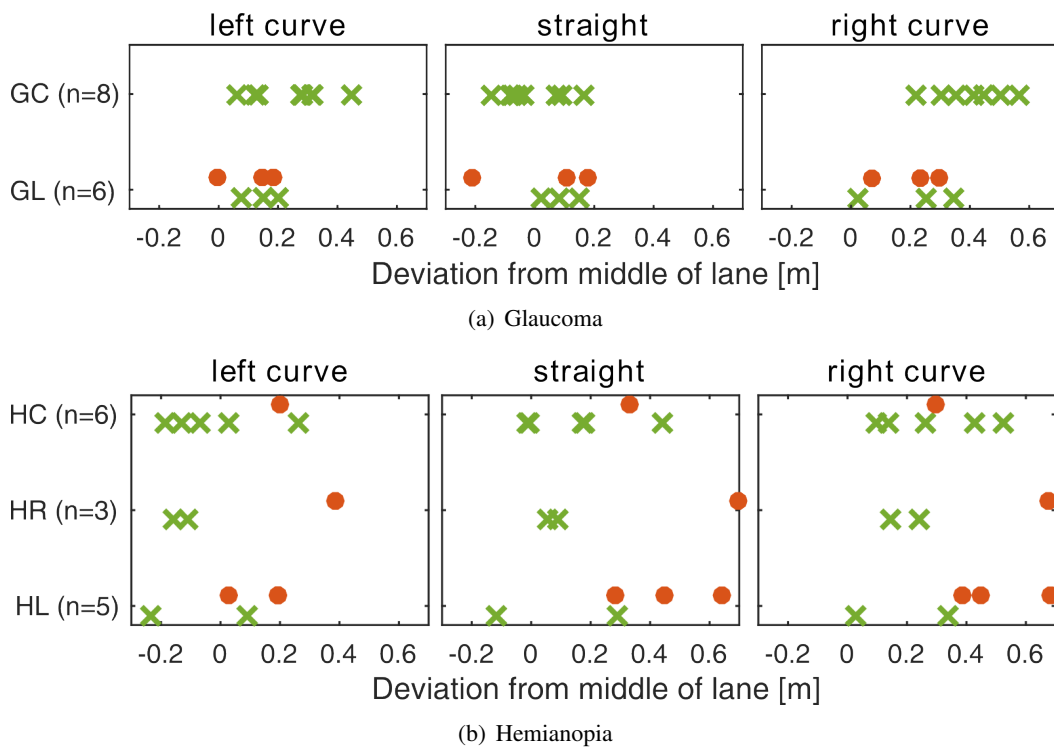 left curve straight right curve
GC (n=8)
GL (n=6)
-0.2 0 0.2 0.4 0.6 -0.2 0 0.2 0.4 0.6 -0.2 0 0.2 0.4 0.6
Deviation from middle of lane [m]
(a) Glaucoma
left curve straight right curve
HC (n=6)
HR (n=3)
HL (n=5)
-0.2 0 0.2 0.4 0.6 -0.2 0 0.2 0.4 0.6 -0.2 0 0.2 0.4 0.6
Deviation from middle of lane [m]
(b) Hemianopia